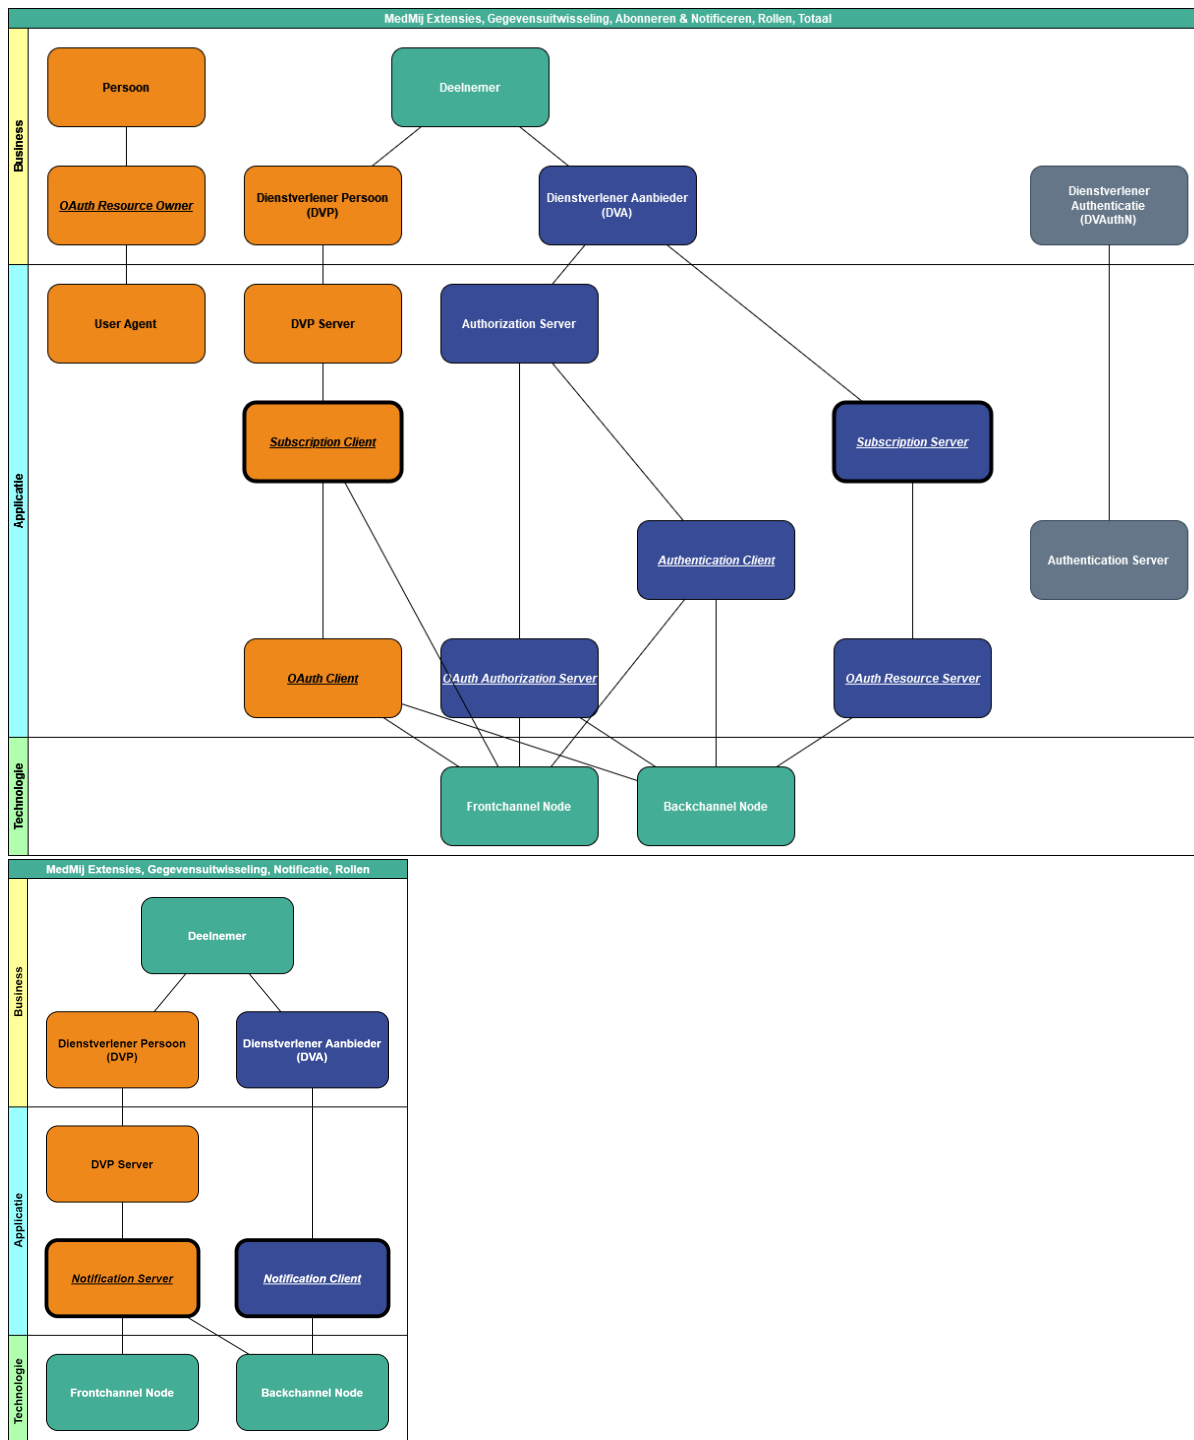 MedMij Extensies, Gegevensuitwisseling, Abonneren & Notificeren, Rollen, Totaal
Business
Persoon
Deelnemer
OAuth Resource Owner
Dienstverlener Persoon
(DVP)
Dienstverlener Aanbieder
(DVA)
Dienstverlener
Authenticatie
(DVAuthN)
Applicatie
User Agent
DVP Server
Authorization Server
Subscription Client
Subscription Server
Authentication Client
Authentication Server
OAuth Client
OAuth Authorization Server
OAuth Resource Server
Technologie
Frontchannel Node
Backchannel Node
MedMij Extensies, Gegevensuitwisseling, Notificatie, Rollen
Business
Deelnemer
Dienstverlener Persoon
(DVP)
Dienstverlener Aanbieder
(DVA)
Applicatie
DVP Server
Notification Server
Notification Client
Technologie
Frontchannel Node
Backchannel Node